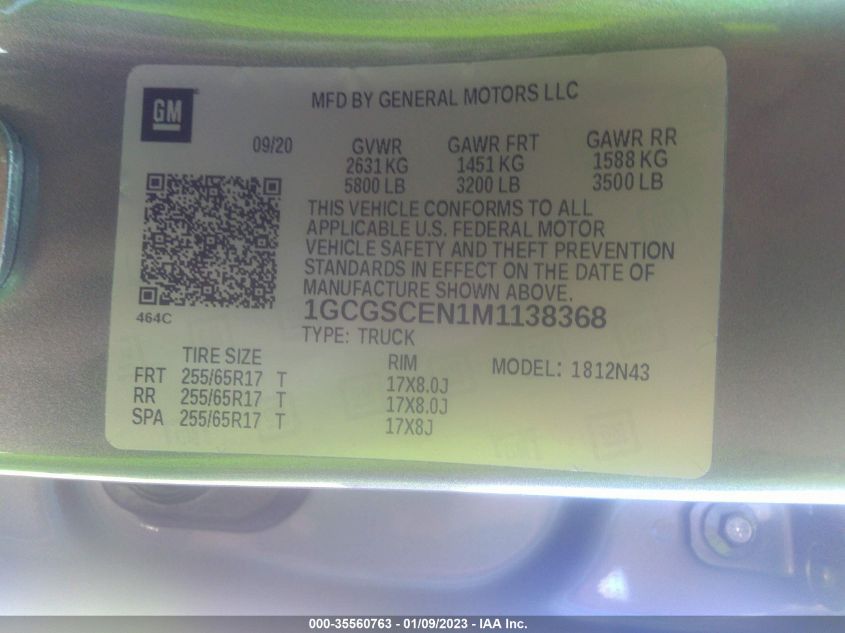 GM
MFD BY GENERAL MOTORS LLC
09/20
GVWR GAWR FRT GAWR RR
2631 KG 1451 KG 1588 KG
5800 LB 3200 LB 3500 LB
THIS VEHICLE CONFORMS TO ALL
APPLICABLE U.S. FEDERAL MOTOR
VEHICLE SAFETY AND THEFT PREVENTION
STANDARDS IN EFFECT ON THE DATE OF
MANUFACTURE SHOWN ABOVE.
464C
1GCGSCEN1M1138368
TYPE: TRUCK
TIRE SIZE RIM MODEL: 1812N43
FRT 255/65R17 T 17X8.0J
RR 255/65R17 T 17X8.0J
SPA 255/65R17 T 17X8J
000-35560763 - 01/09/2023 - IAA Inc.